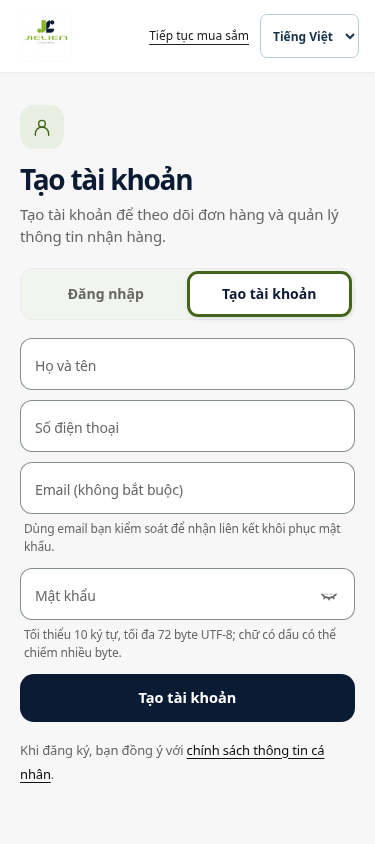 JC
JIELIEN
Tiếp tục mua sắm
Tiếng Việt
Tạo tài khoản
Tạo tài khoản để theo dõi đơn hàng và quản lý
thông tin nhận hàng.
Đăng nhập
Tạo tài khoản
Họ và tên
Số điện thoại
Email (không bắt buộc)
Dùng email bạn kiểm soát để nhận liên kết khôi phục mật
khẩu.
Mật khẩu
Tối thiểu 10 ký tự, tối đa 72 byte UTF-8; chữ có dấu có thể
chiếm nhiều byte.
Tạo tài khoản
Khi đăng ký, bạn đồng ý với chính sách thông tin cá
nhân.